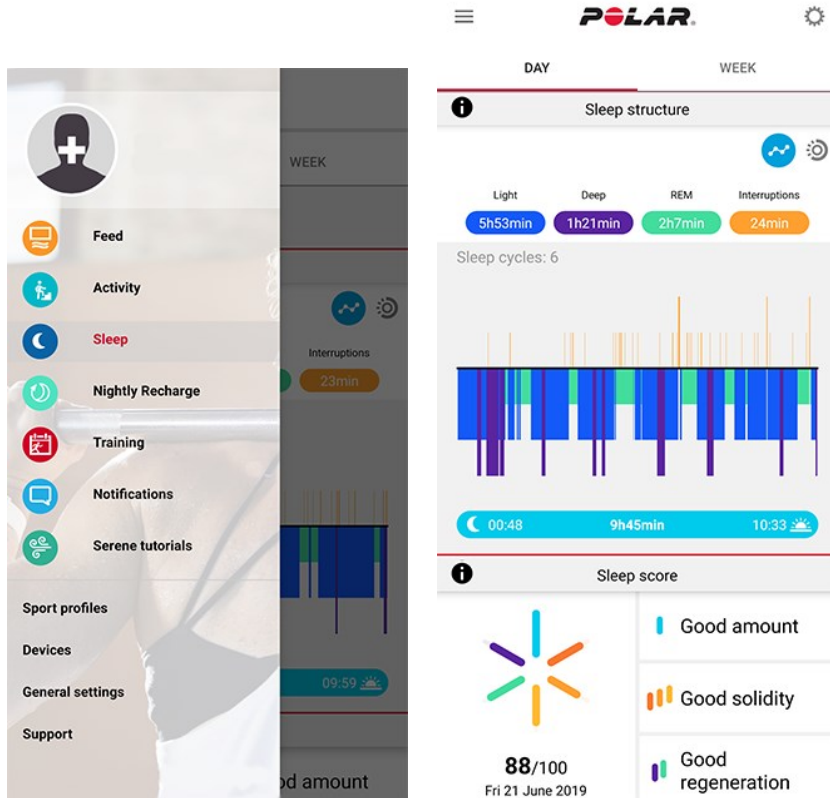 WEEK
Feed
Activity
Sleep
Interruptions
23min
Nightly Recharge
Training
Notifications
Serene tutorials
Sport profiles
Devices
General settings
09:59
Support
od amount
POLAR.
DAY WEEK
Sleep structure
Light Deep REM Interruptions
5h53min 1h21min 2h7min 24min
Sleep cycles: 6
00:48 9h45min 10:33
Sleep score
Good amount
Good solidity
88/100
Fri 21 June 2019
Good
regeneration